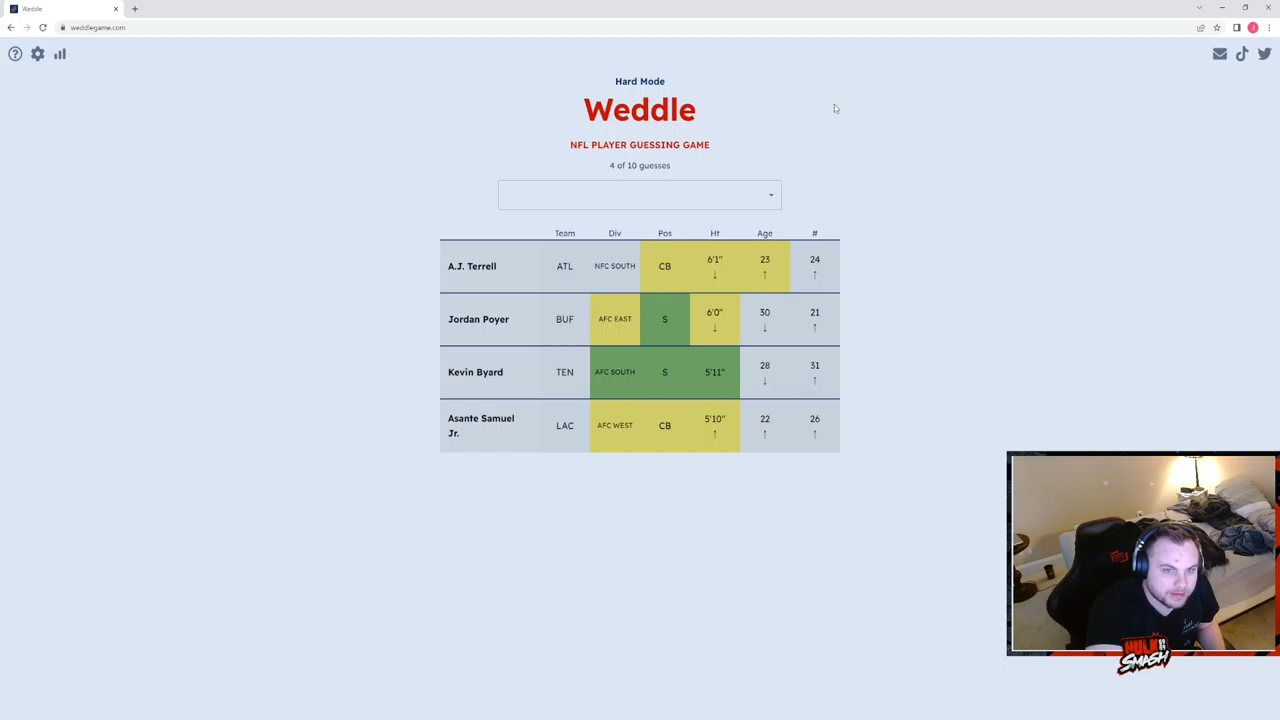 Weddle
weddlegame.com
Hard Mode
Weddle
NFL PLAYER GUESSING GAME
4 of 10 guesses
Team Div Pos Ht Age #
A.J. Terrell ATL NFC SOUTH CB 6'1" ↓ 23 ↑ 24 ↑
Jordan Poyer BUF AFC EAST S 6'0" ↓ 30 ↓ 21 ↑
Kevin Byard TEN AFC SOUTH S 5'11" 28 ↓ 31 ↑
Asante Samuel
Jr. LAC AFC WEST CB 5'10" ↑ 22 ↑ 26 ↑
J
HULK
SMASH